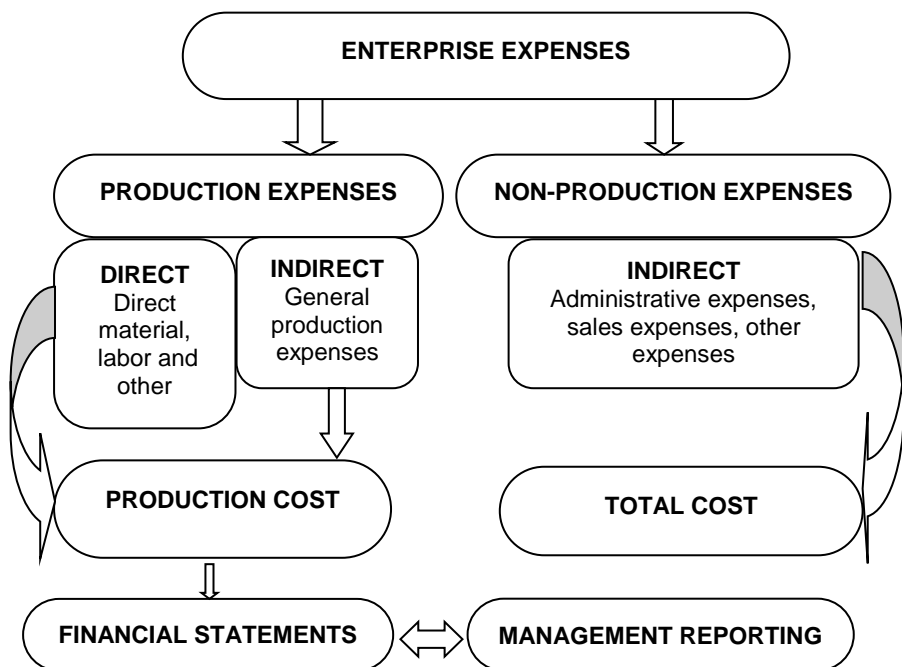 ENTERPRISE EXPENSES
PRODUCTION EXPENSES
NON-PRODUCTION EXPENSES
DIRECT
Direct
material,
labor and
other
INDIRECT
General
production
expenses
INDIRECT
Administrative expenses,
sales expenses, other
expenses
PRODUCTION COST
TOTAL COST
FINANCIAL STATEMENTS
MANAGEMENT REPORTING